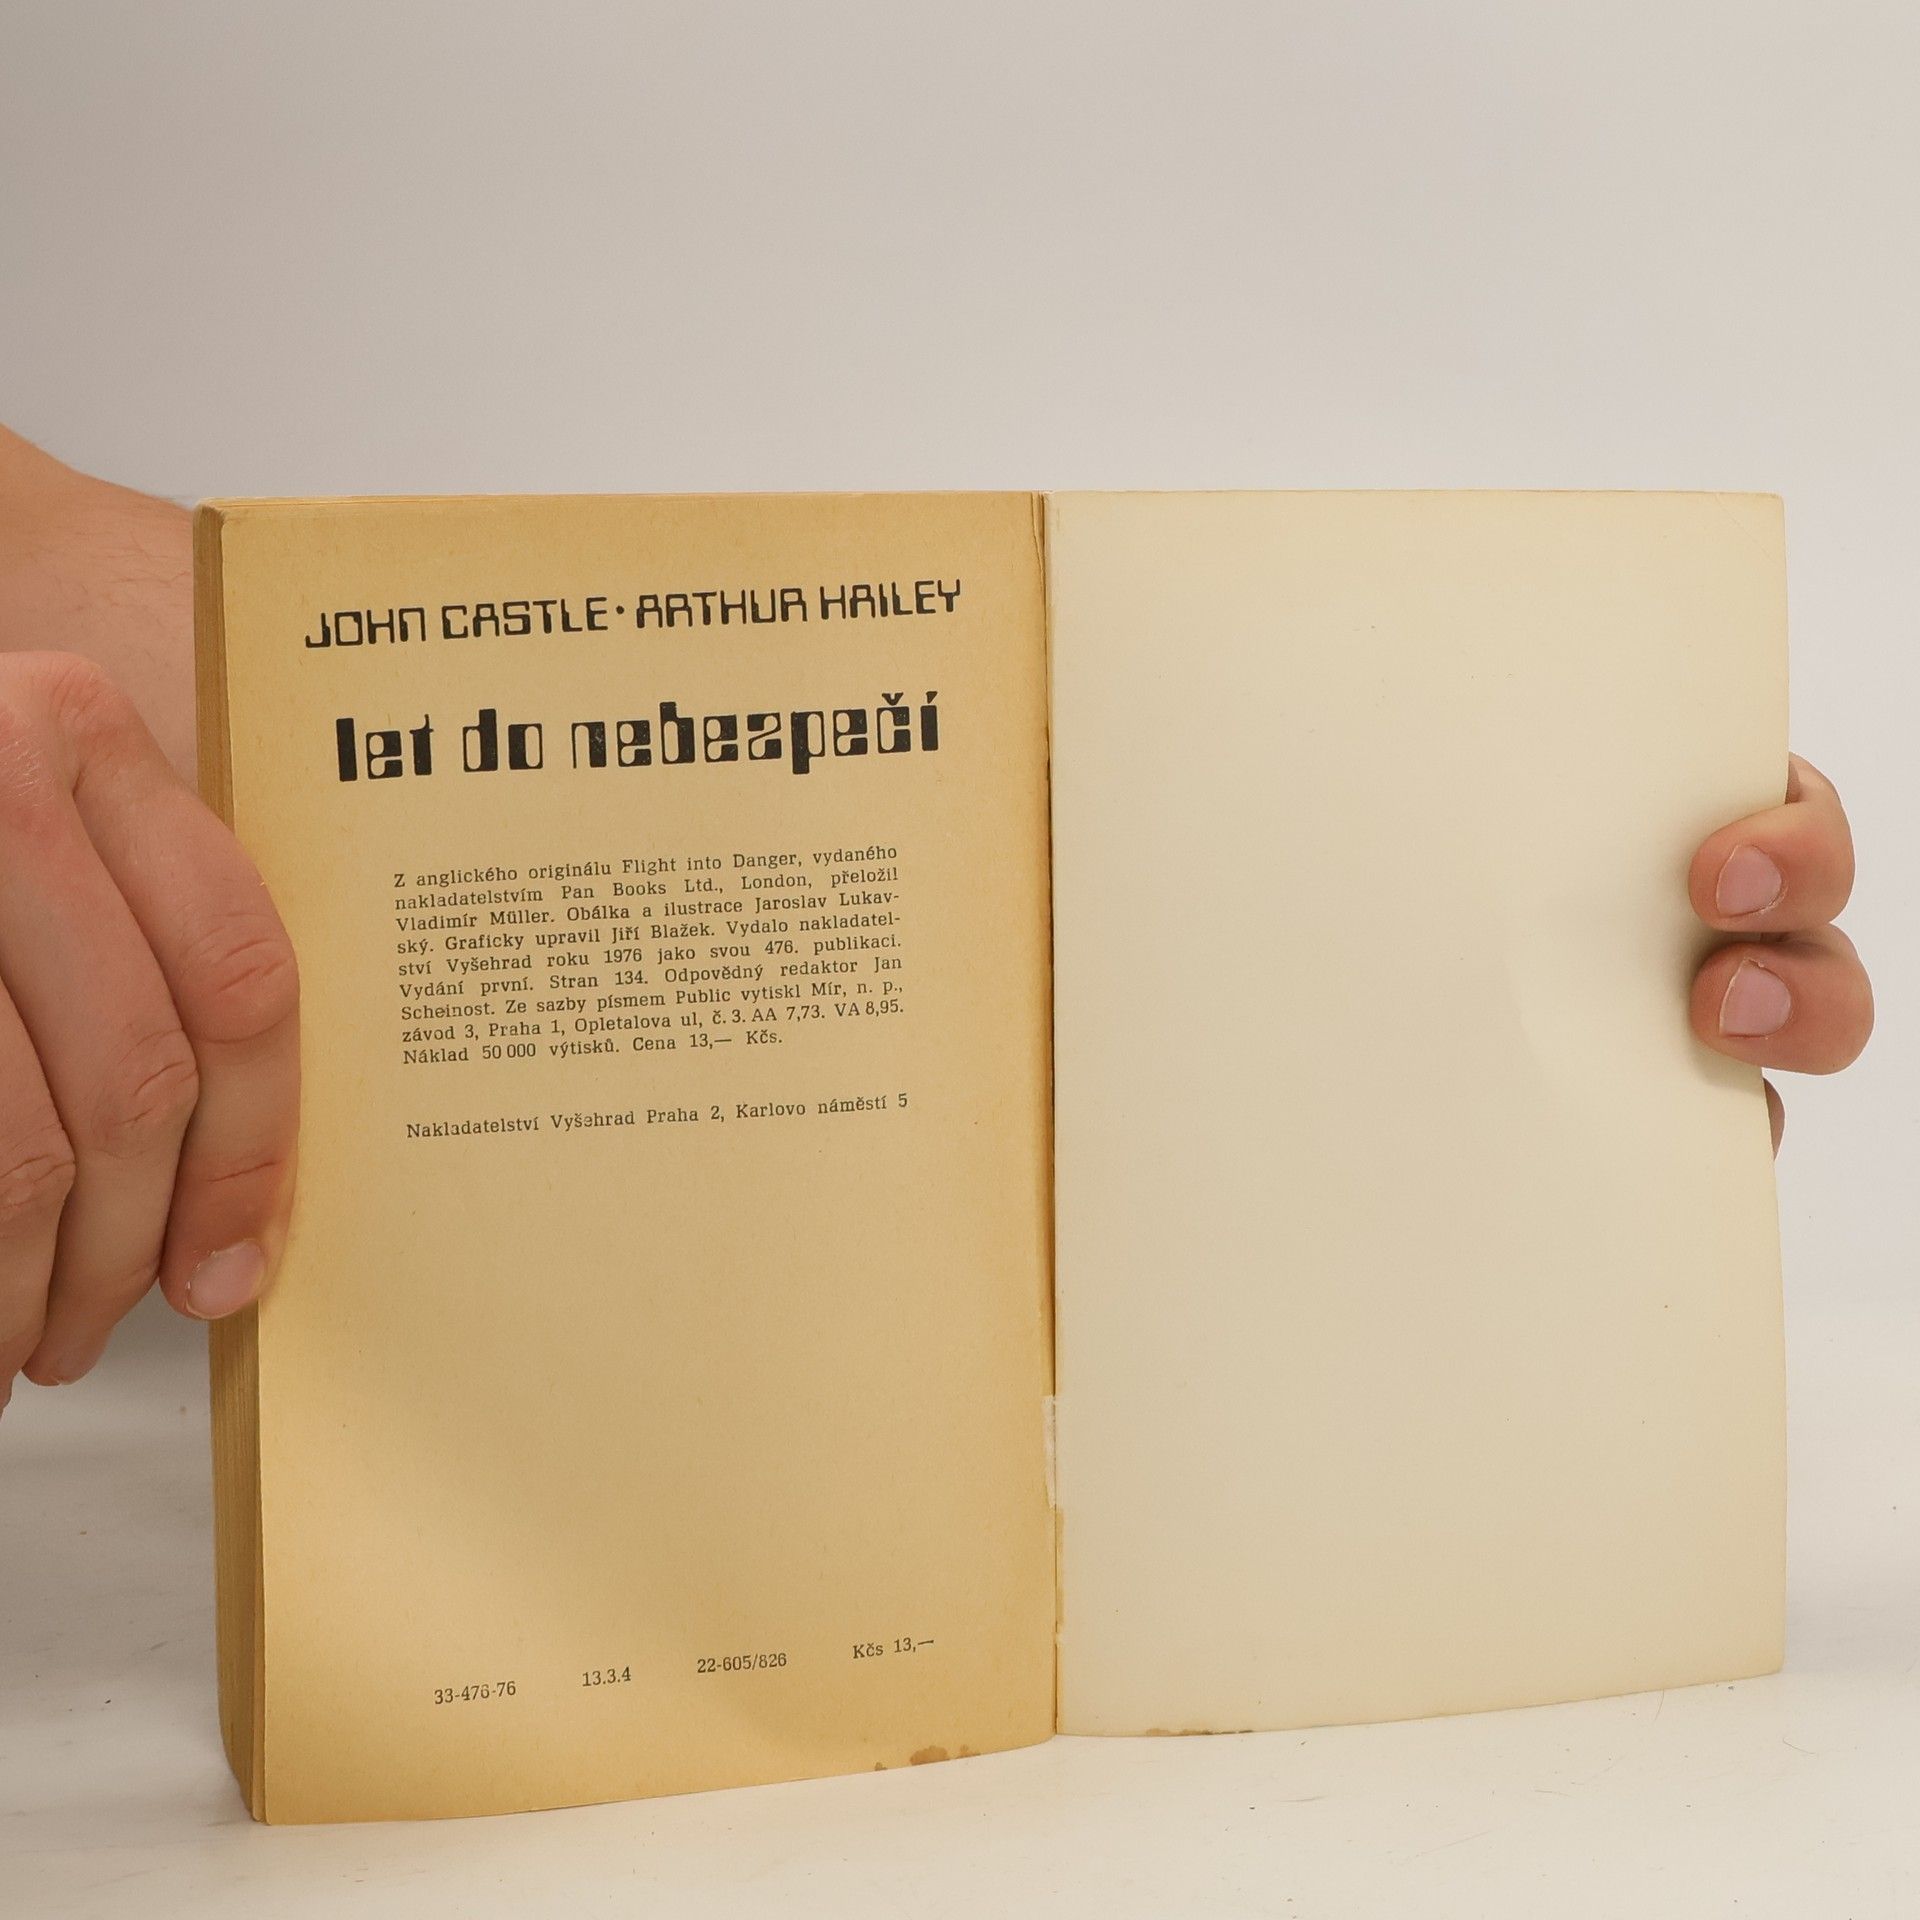 JOHN CASTLE · ARTHUR HAILEY
let do nebezpečí
Z anglického originálu Flight into Danger, vydaného
nakladatelstvím Pan Books Ltd., London, přeložil
Vladimír Müller. Obálka a ilustrace Jaroslav Lukav-
ský. Graficky upravil Jiří Blažek. Vydalo nakladatel-
ství Vyšehrad roku 1976 jako svou 476. publikaci.
Vydání první. Stran 134. Odpovědný redaktor Jan
Scheinost. Ze sazby písmem Public vytiskl Mír, n. p.,
závod 3, Praha 1, Opletalova ul, č. 3. AA 7,73. VA 8,95.
Náklad 50 000 výtisků. Cena 13,— Kčs.
Nakladatelství Vyšehrad Praha 2, Karlovo náměstí 5
33-476-76 13.3.4 22-605/826 Kčs 13,—